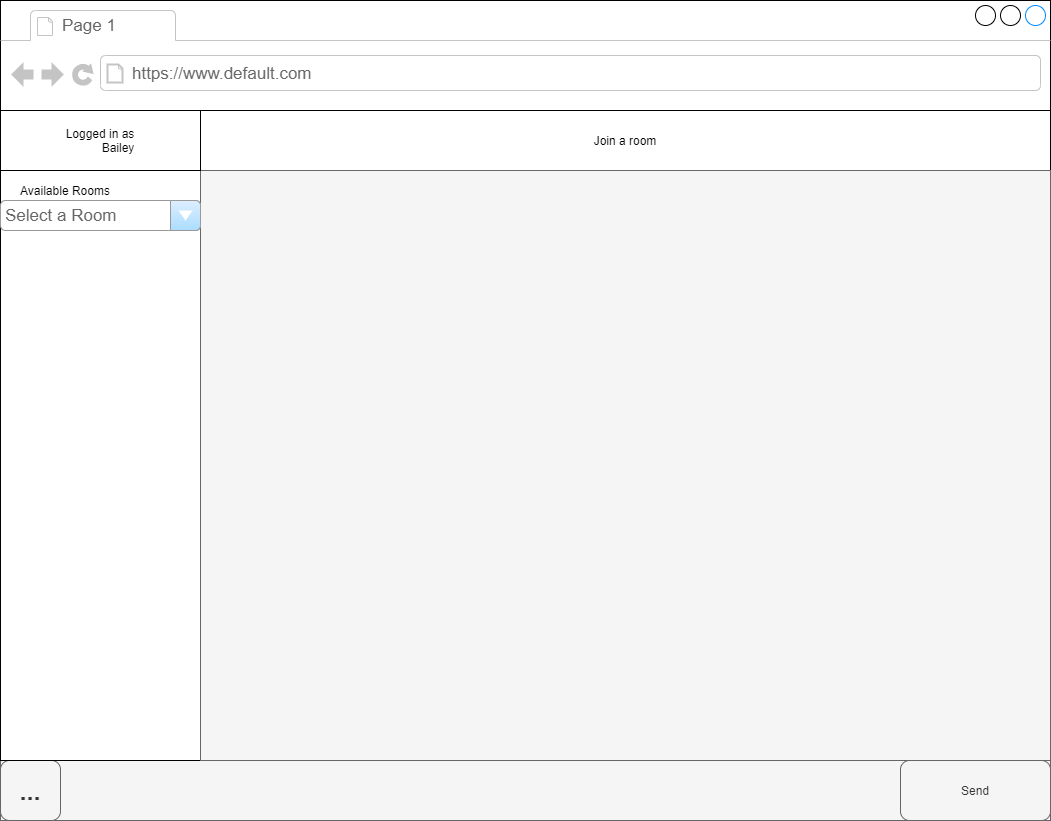 Page 1
https://www.default.com
Logged in as
Bailey
Join a room
Available Rooms
Select a Room
...
Send